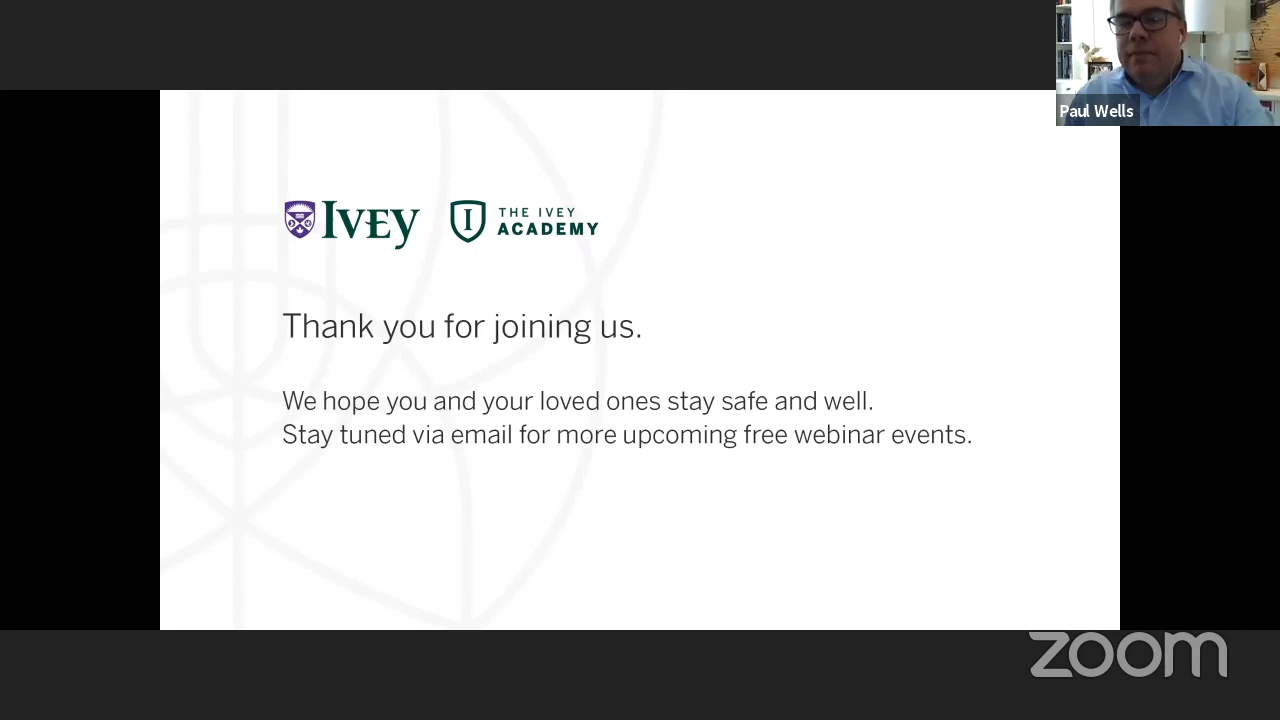 Paul Wells
IVEY
THE IVEY
ACADEMY
Thank you for joining us.
We hope you and your loved ones stay safe and well.
Stay tuned via email for more upcoming free webinar events.
zoom